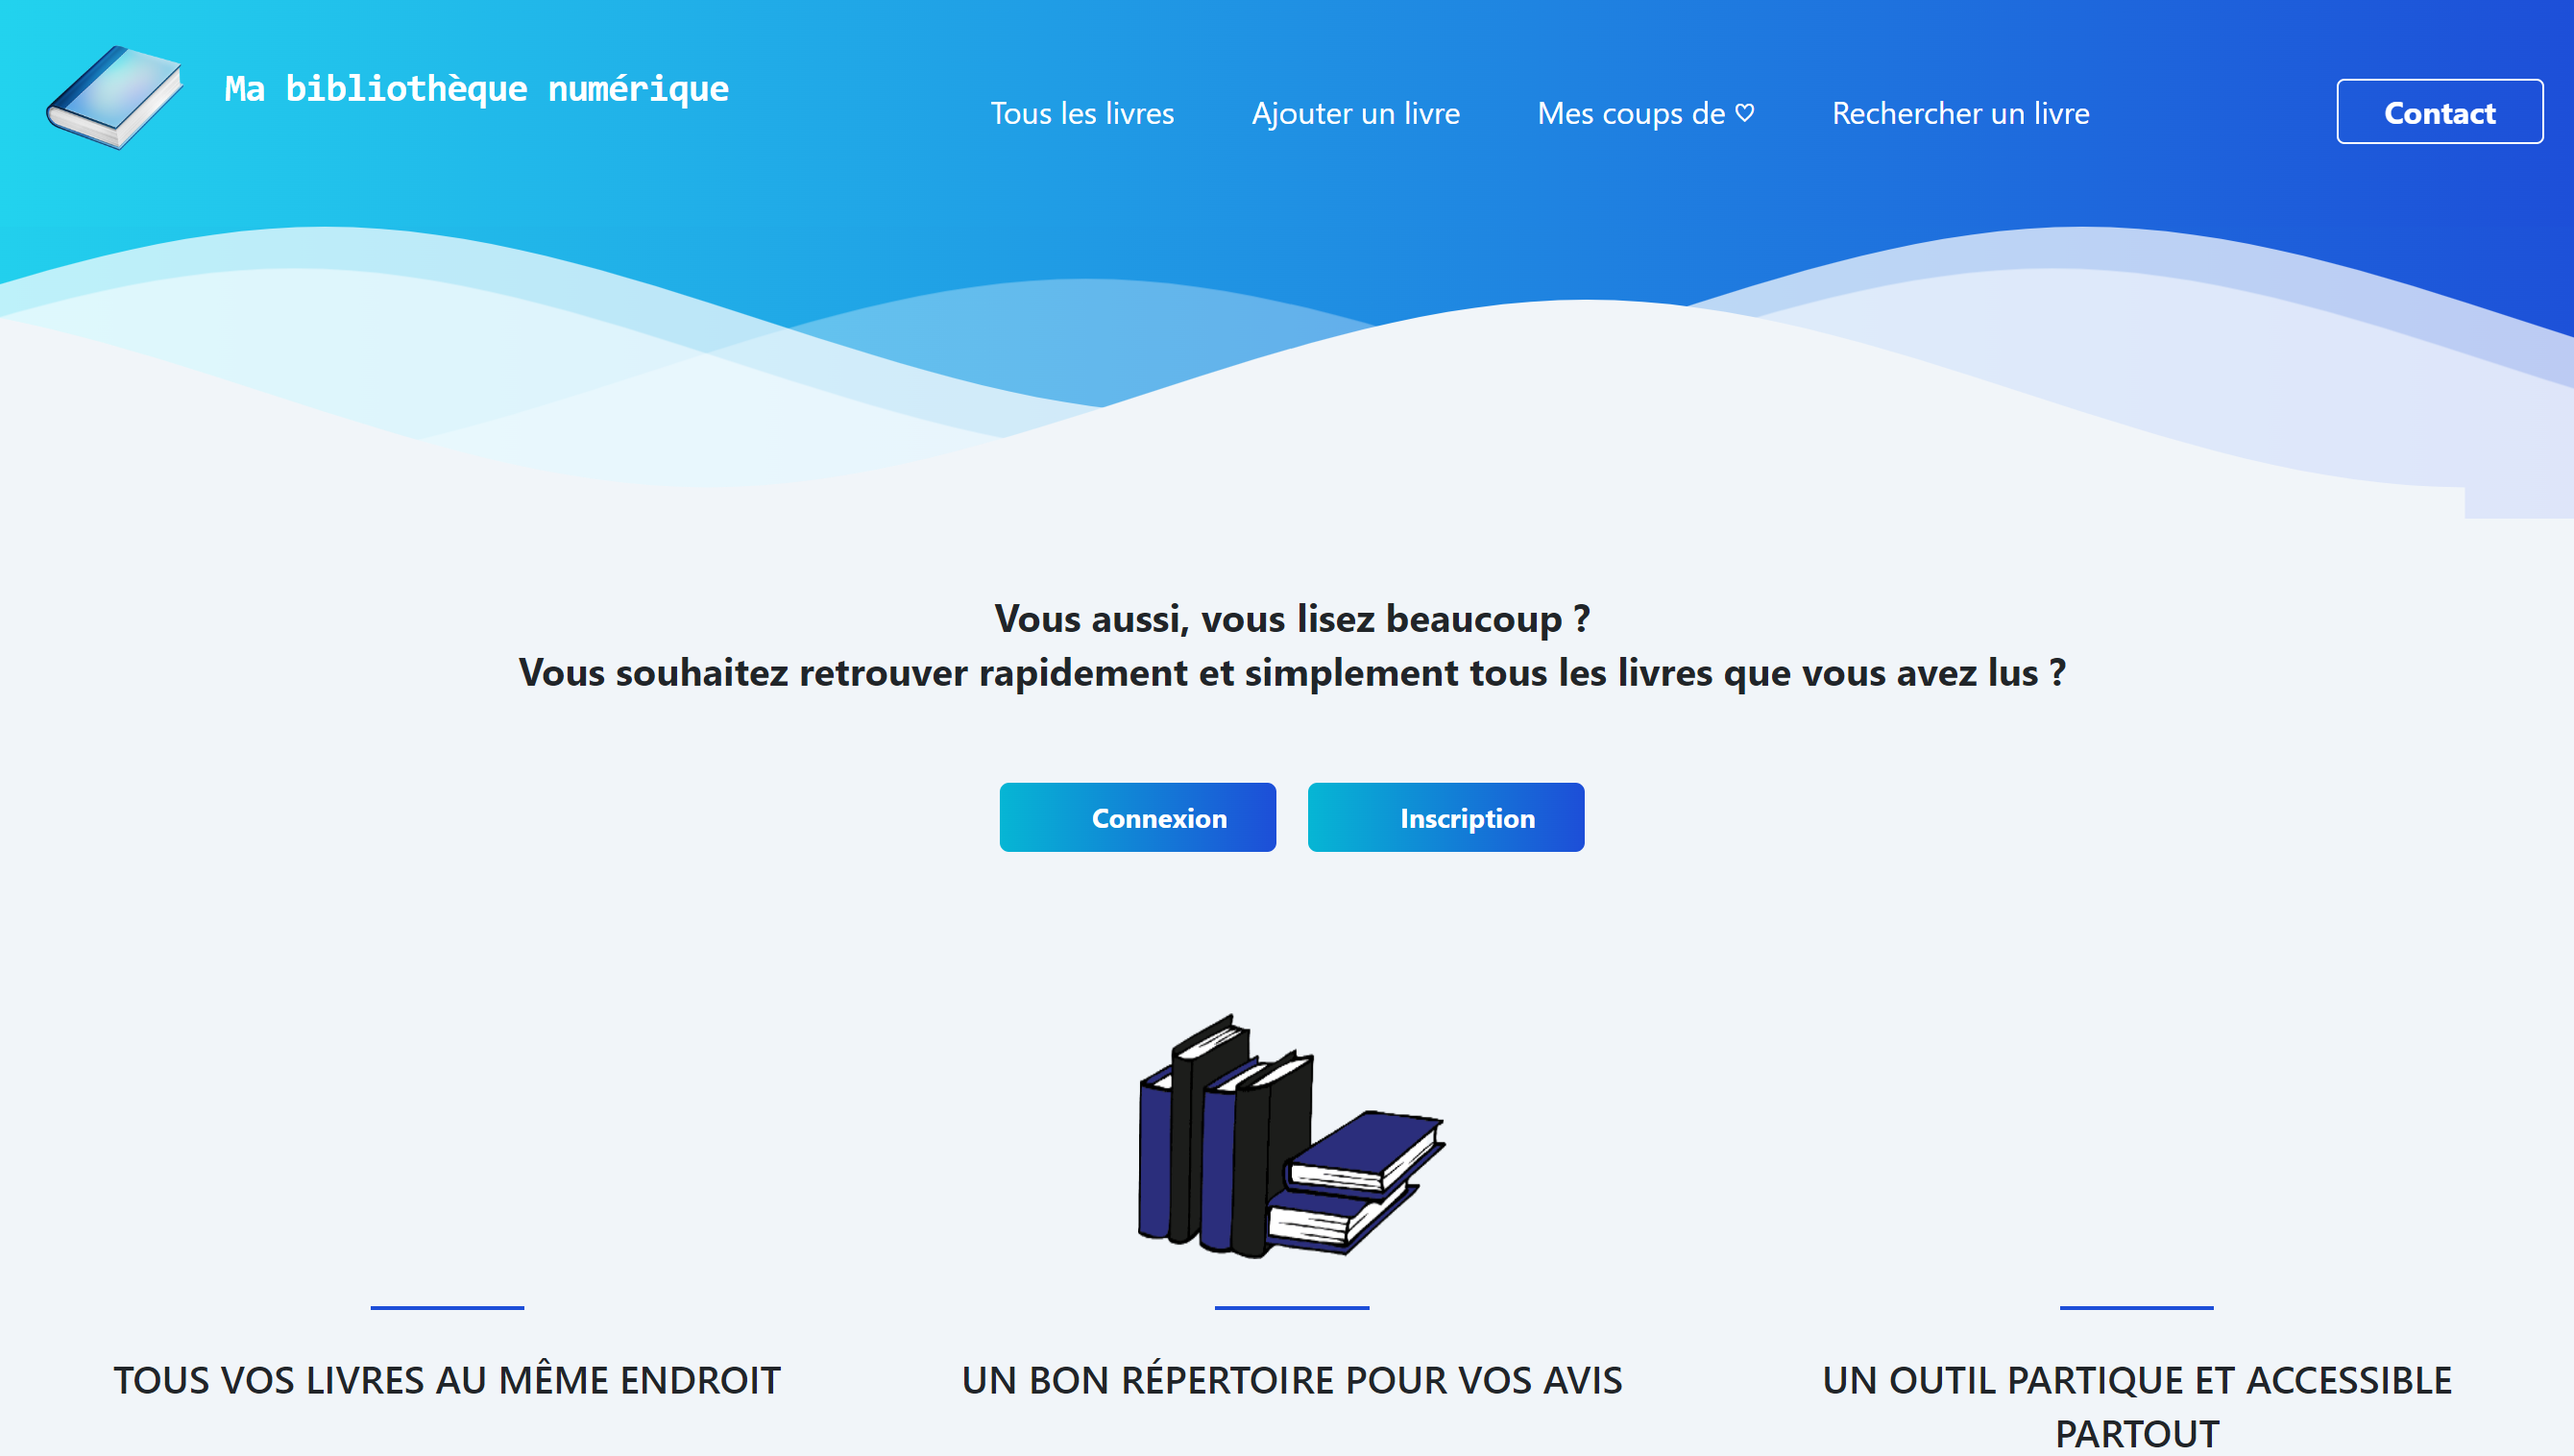 Ma bibliothèque numérique
Tous les livres
Ajouter un livre
Mes coups de ♡
Rechercher un livre
Contact
Vous aussi, vous lisez beaucoup ?
Vous souhaitez retrouver rapidement et simplement tous les livres que vous avez lus ?
Connexion
Inscription
TOUS VOS LIVRES AU MÊME ENDROIT
UN BON RÉPERTOIRE POUR VOS AVIS
UN OUTIL PARTIQUE ET ACCESSIBLE
PARTOUT